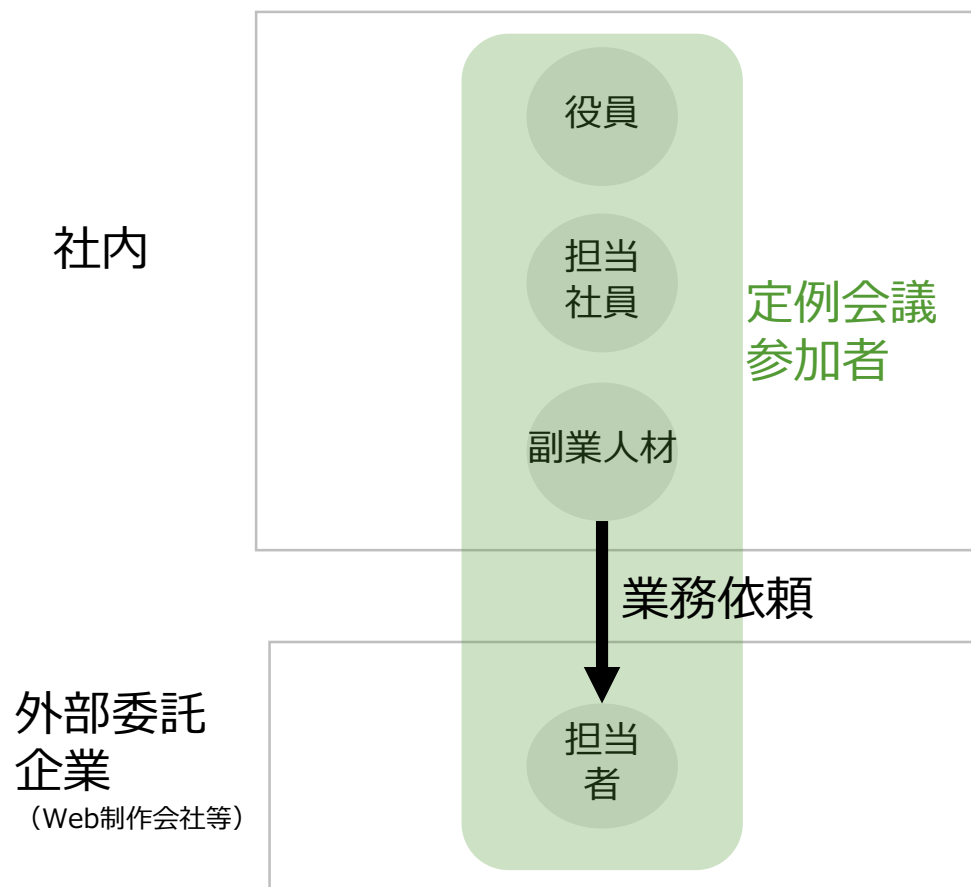 役員
社内
担当
社員
定例会議
参加者
副業人材
業務依頼
外部委託
企業
（Web制作会社等）
担当
者